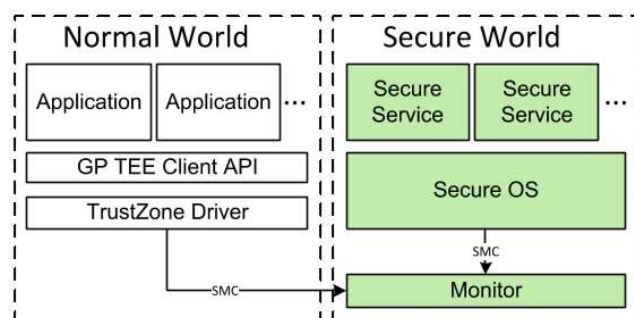 Normal World
Application
Application
...
GP TEE Client API
TrustZone Driver
SMC
Secure World
Secure
Service
Secure
Service
...
Secure OS
SMC
Monitor